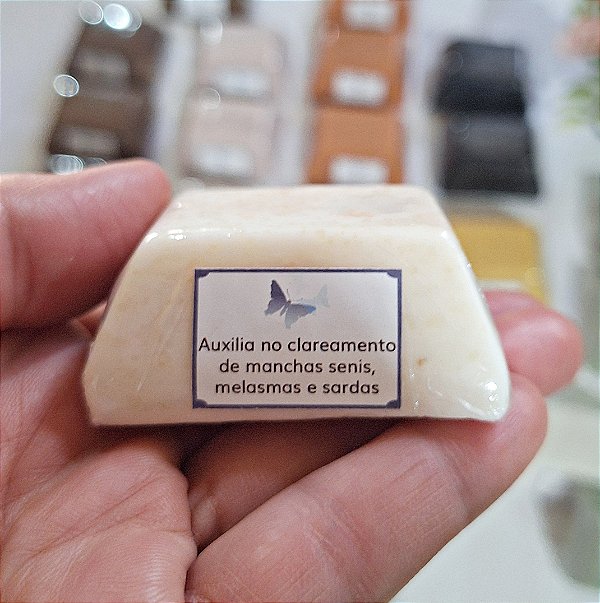 Auxilia no clareamento
de manchas senis,
melasmas e sardas